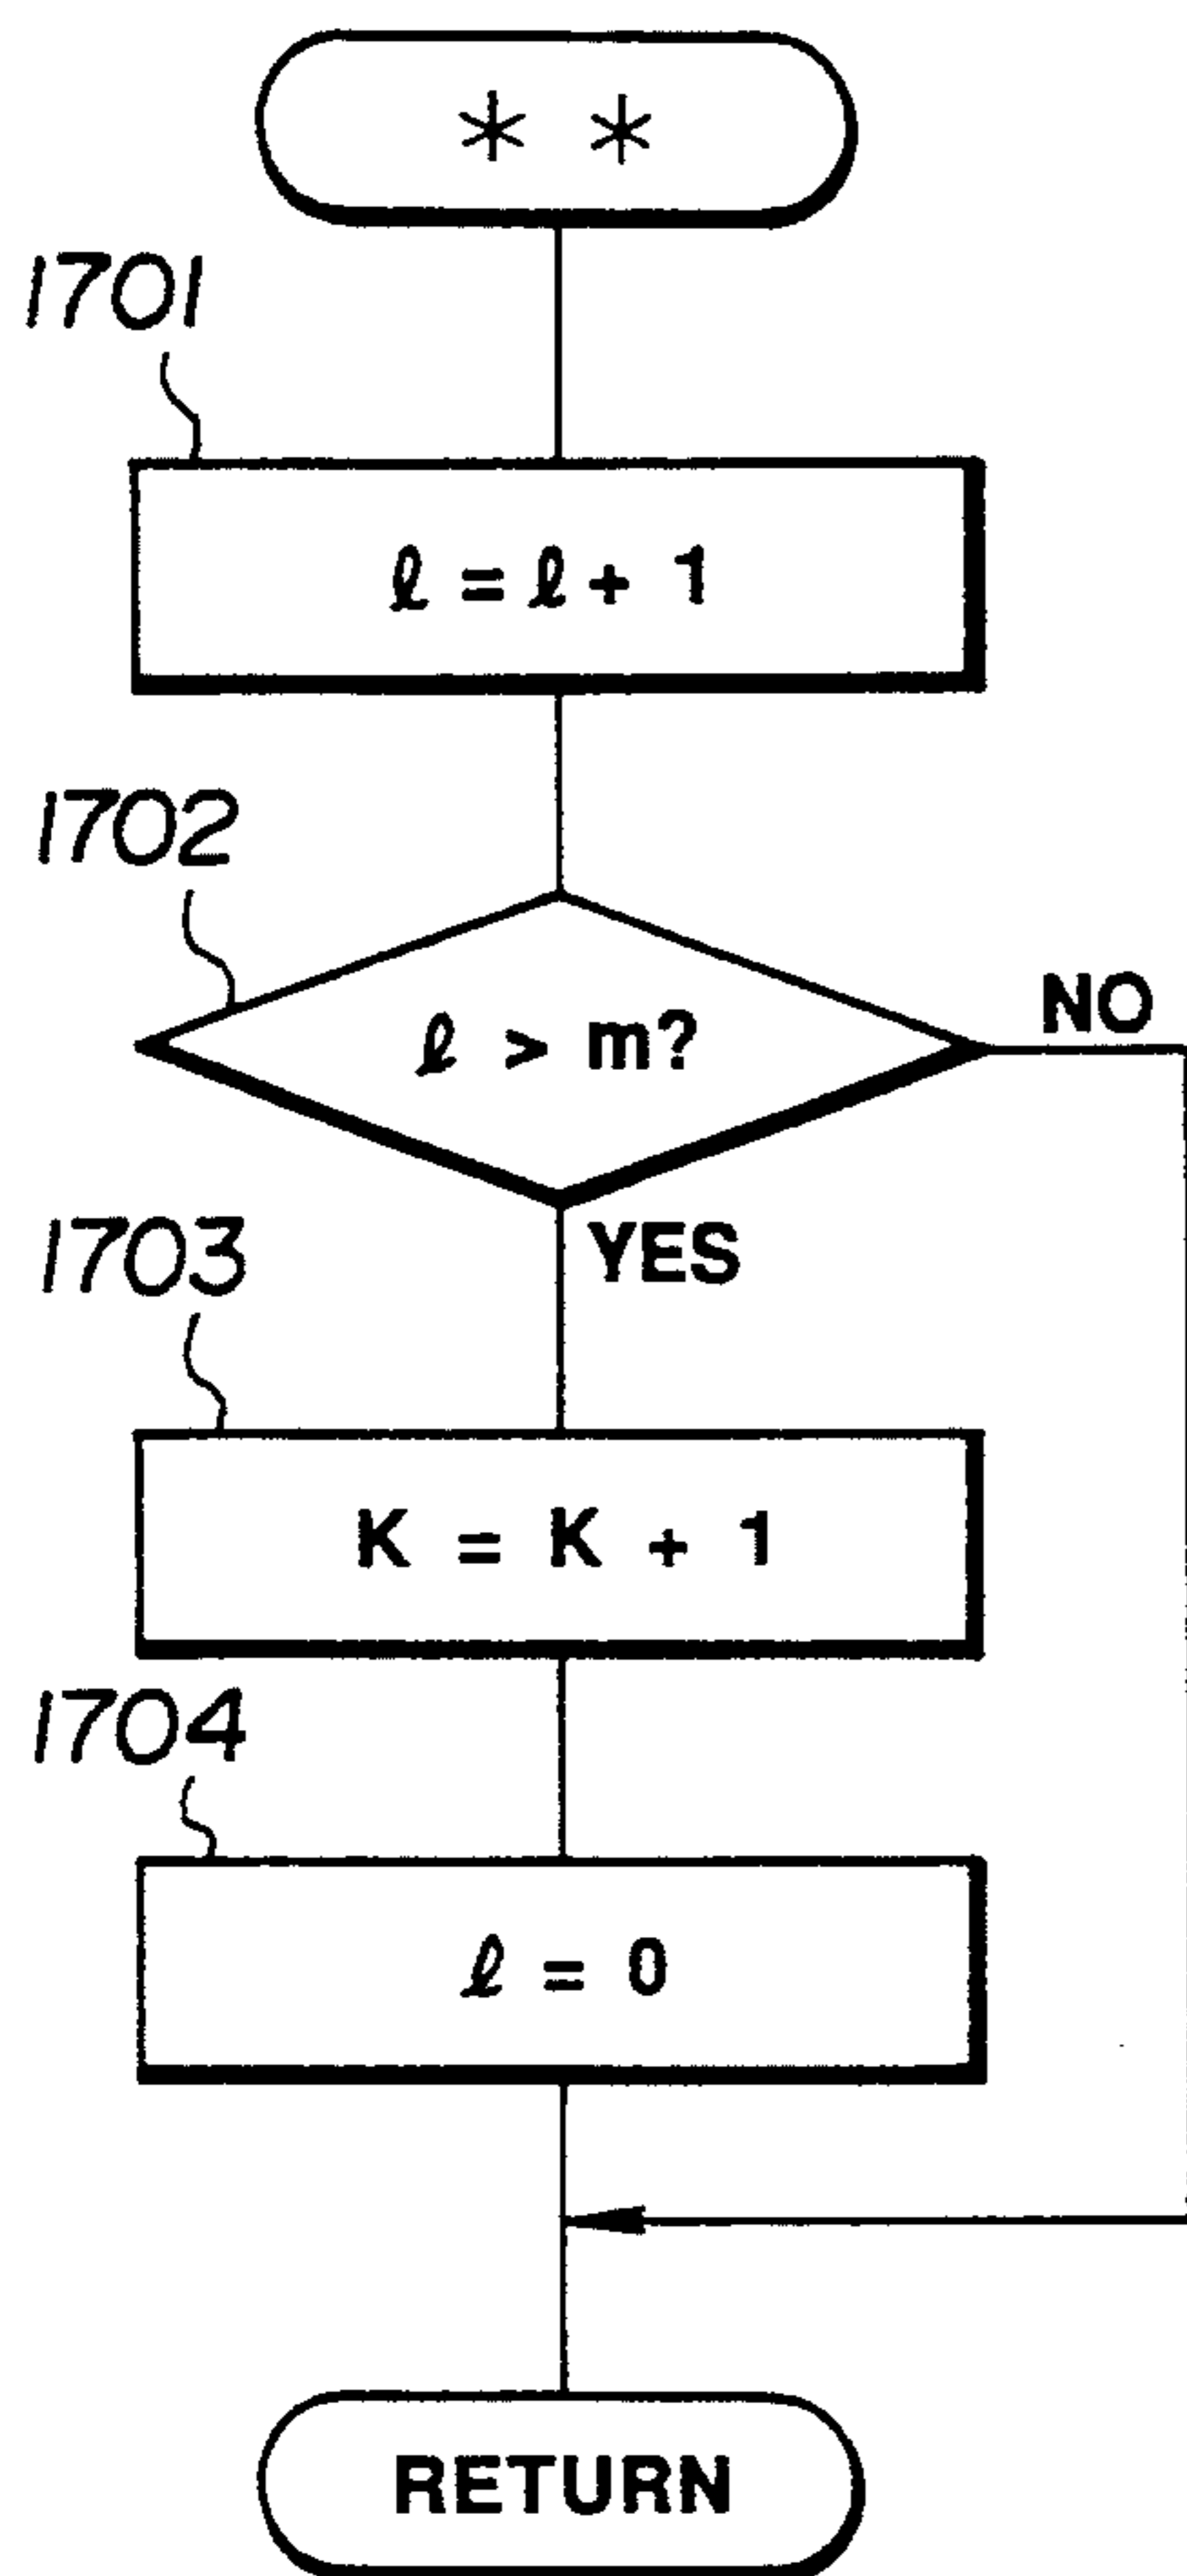 * *
1701
ℓ = ℓ + 1
1702
ℓ > m?
NO
YES
1703
K = K + 1
1704
ℓ = 0
RETURN